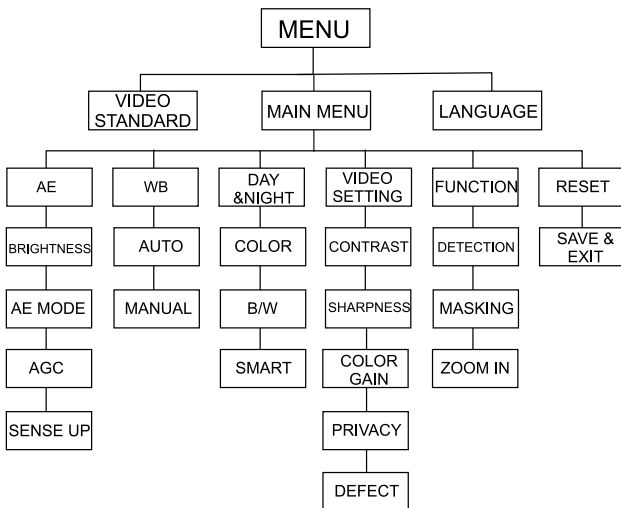 MENU
VIDEO
STANDARD
MAIN MENU
LANGUAGE
AE
WB
DAY
&NIGHT
VIDEO
SETTING
FUNCTION
RESET
BRIGHTNESS
AUTO
COLOR
CONTRAST
DETECTION
SAVE &
EXIT
AE MODE
MANUAL
B/W
SHARPNESS
MASKING
AGC
SMART
COLOR
GAIN
ZOOM IN
SENSE UP
PRIVACY
DEFECT